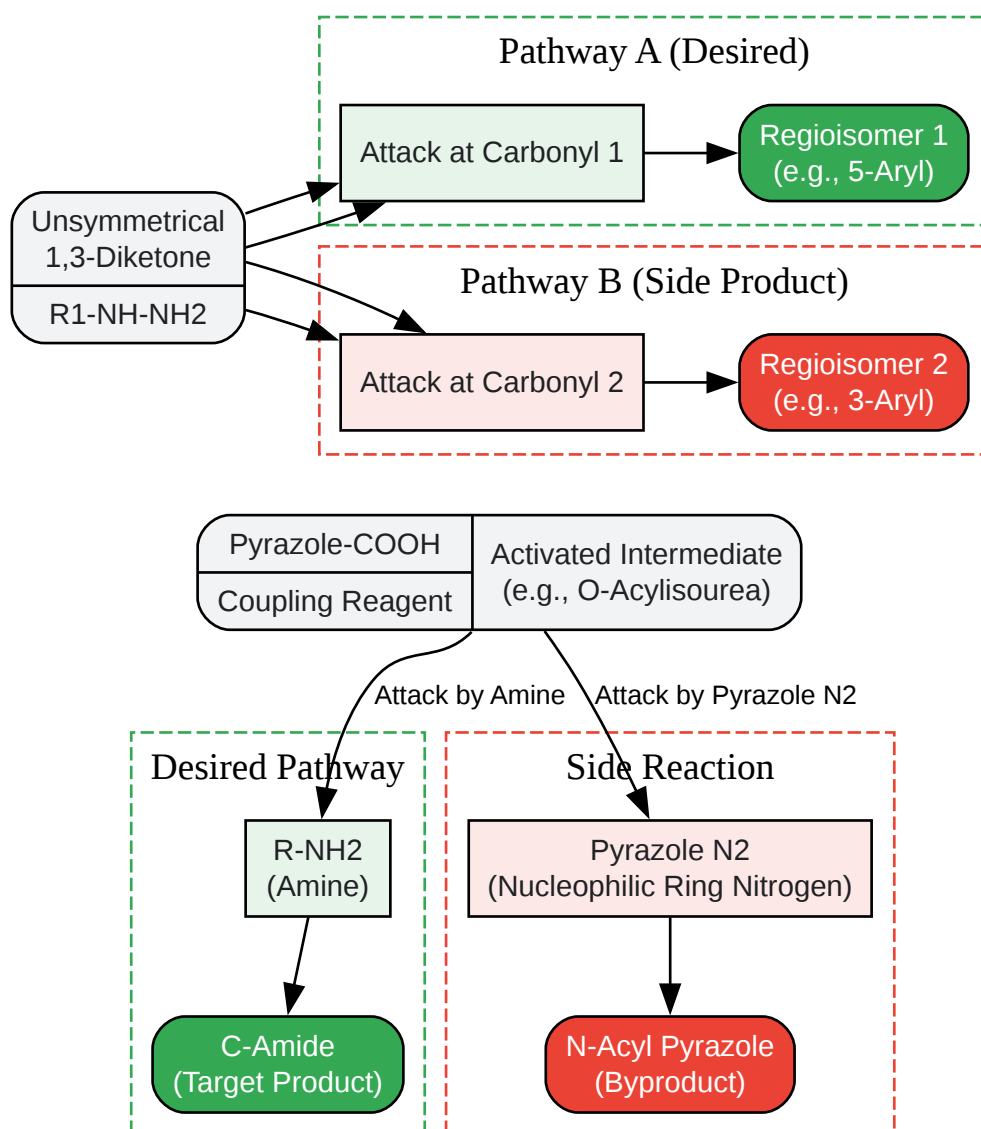 Pathway A (Desired)
Attack at Carbonyl 1
Regioisomer 1
(e.g., 5-Aryl)
Unsymmetrical
1,3-Diketone
R1-NH-NH2
Pathway B (Side Product)
Attack at Carbonyl 2
Regioisomer 2
(e.g., 3-Aryl)
Pyrazole-COOH
Coupling Reagent
Activated Intermediate
(e.g., O-Acylisourea)
Attack by Amine
Attack by Pyrazole N2
Desired Pathway
R-NH2
(Amine)
C-Amide
(Target Product)
Side Reaction
Pyrazole N2
(Nucleophilic Ring Nitrogen)
N-Acyl Pyrazole
(Byproduct)